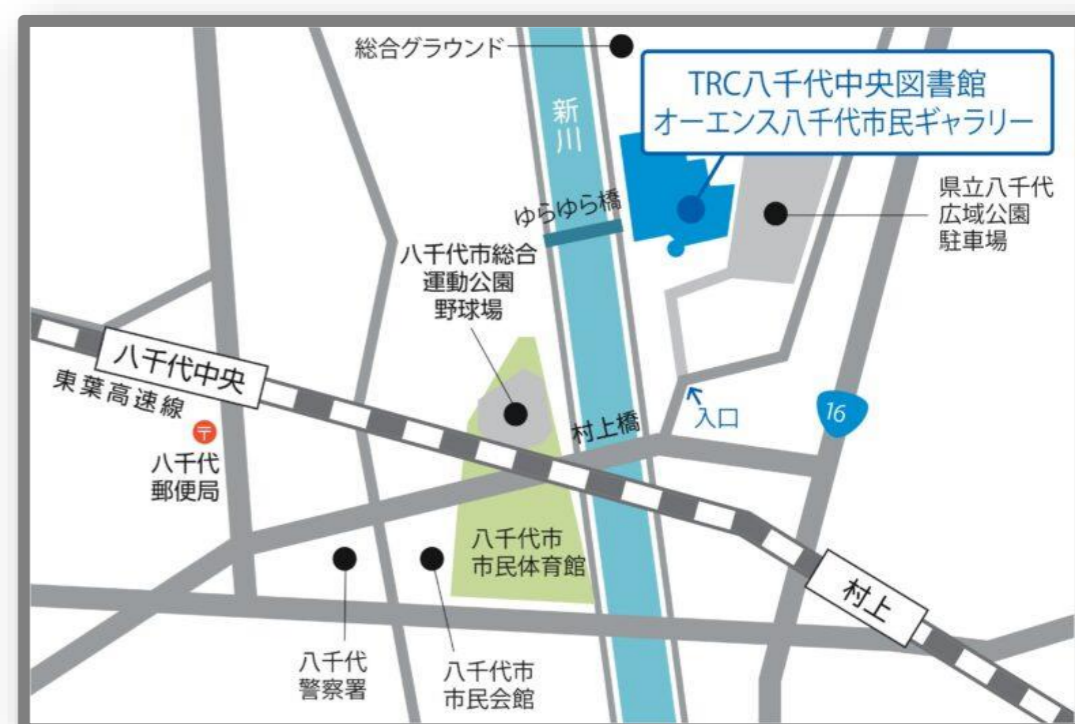 総合グラウンド
TRC八千代中央図書館
オーエンス八千代市民ギャラリー
新川
県立八千代
広域公園
駐車場
ゆらゆら橋
八千代市総合
運動公園
野球場
八千代中央
東葉高速線
〒
八千代
郵便局
村上橋
入口
16
八千代市
市民体育館
村上
八千代
警察署
八千代市
市民会館